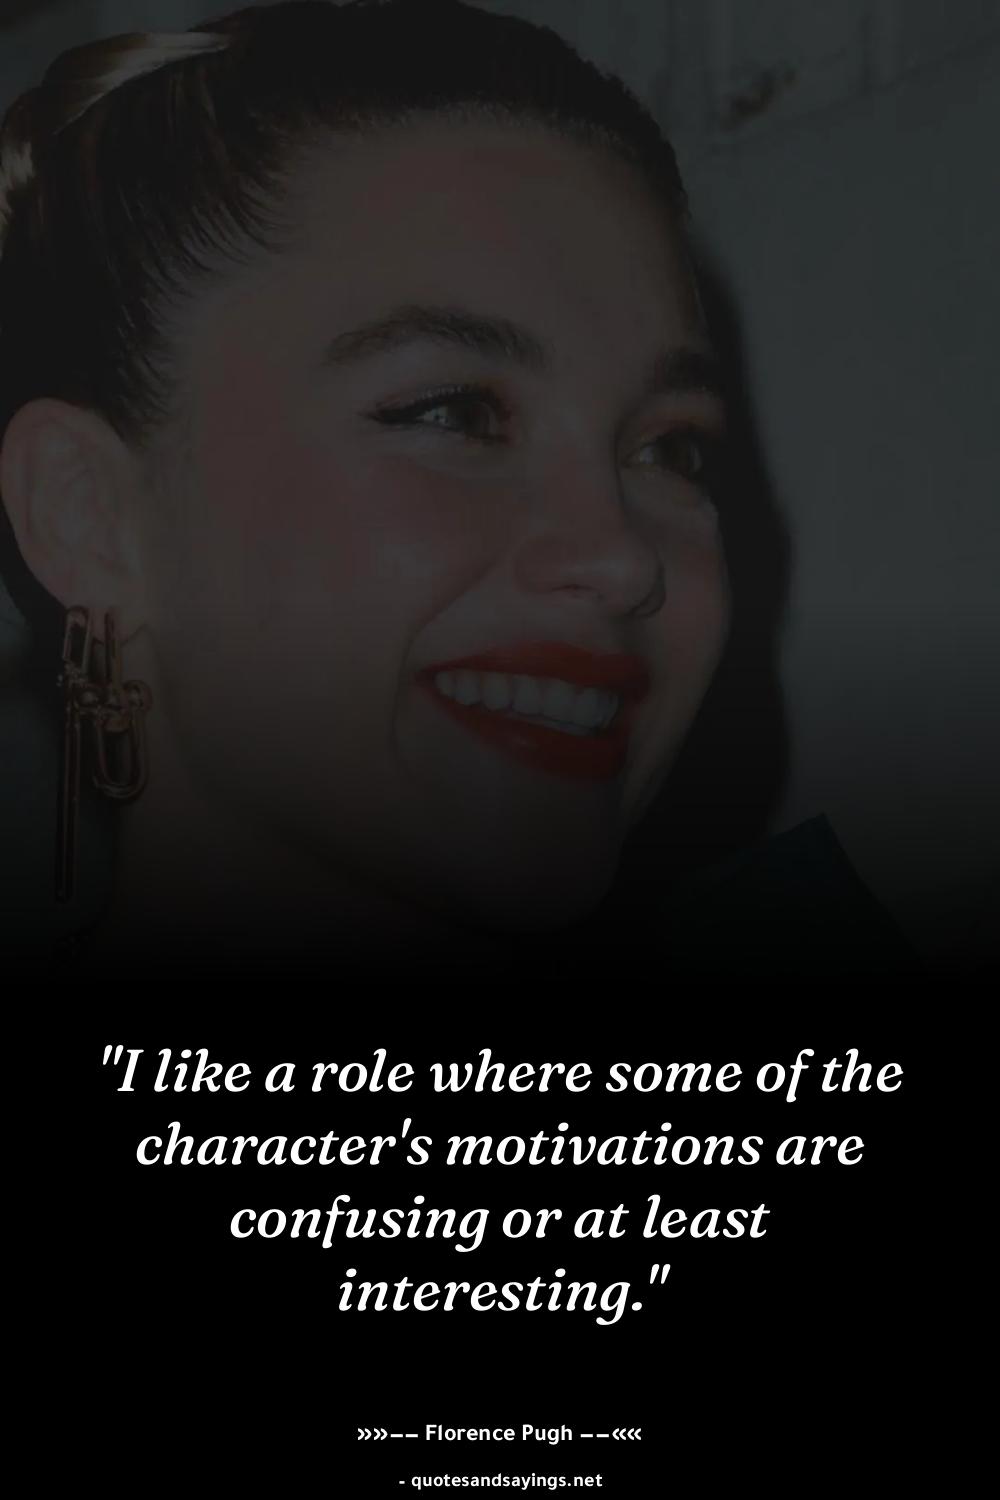 "I like a role where some of the
character's motivations are
confusing or at least
interesting."
»»−− Florence Pugh −−««
- quotesandsayings.net